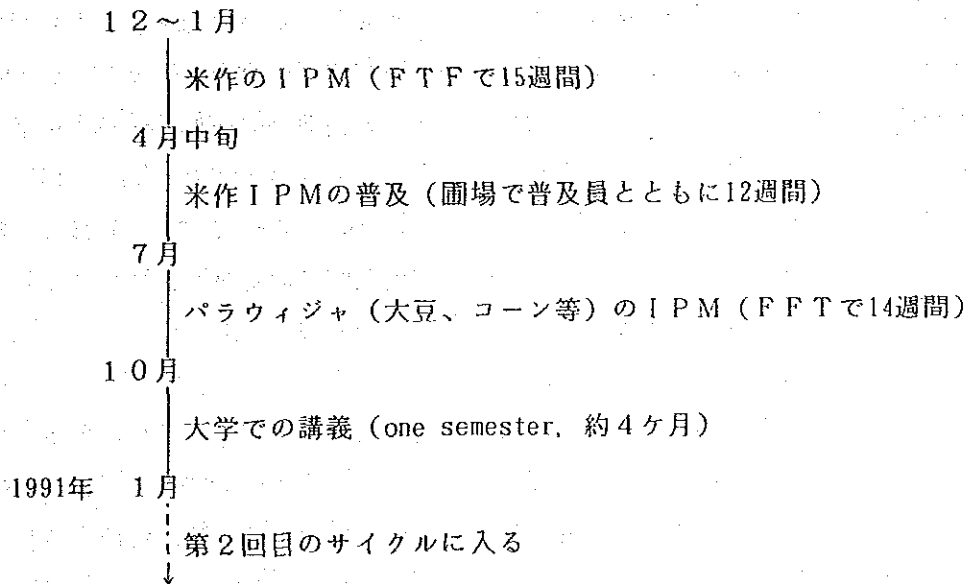 12～1月
米作のIPM（FTFで15週間）
4月中旬
米作IPMの普及（圃場で普及員とともに12週間）
7月
パラウィジャ（大豆、コーン等）のIPM（FFTで14週間）
10月
大学での講義（one semester, 約4ヶ月）
1991年 1月
第2回目のサイクルに入る